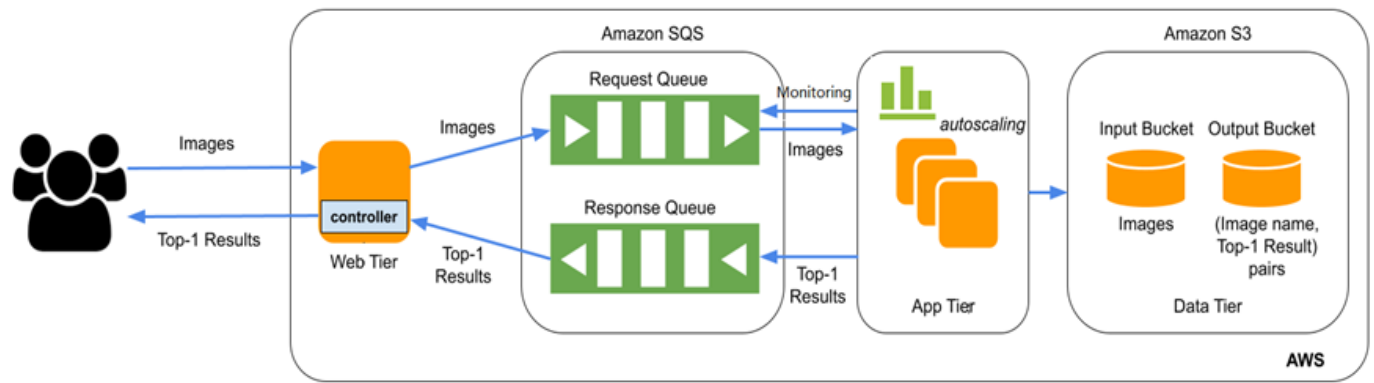 Amazon SQS
Amazon S3
Request Queue
Monitoring
Images
Images
Images
autoscaling
Input Bucket
Output Bucket
controller
Response Queue
Top-1 Results
Web Tier
Top-1
Results
Top-1
Results
Images
(Image name,
Top-1 Result)
pairs
App Tier
Data Tier
AWS